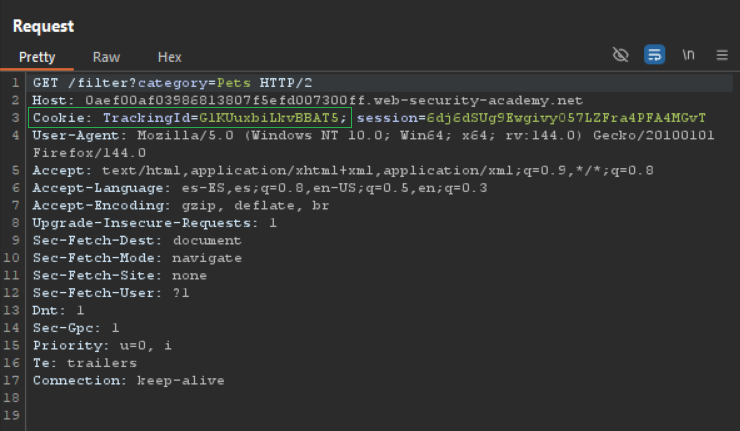 Request
Pretty Raw Hex \n
1 GET /filter?category=Pets HTTP/2
2 Host: 0aef00af03986813807f5efd007300ff.web-security-academy.net
3 Cookie: TrackingId=GlKUuxbiLkvBBAT5; session=6dj6dSUg9Ewgivy057LZFra4PFA4MGvT
4 User-Agent: Mozilla/5.0 (Windows NT 10.0; Win64; x64; rv:144.0) Gecko/20100101
Firefox/144.0
5 Accept: text/html,application/xhtml+xml,application/xml;q=0.9,*/*;q=0.8
6 Accept-Language: es-ES,es;q=0.8,en-US;q=0.5,en;q=0.3
7 Accept-Encoding: gzip, deflate, br
8 Upgrade-Insecure-Requests: 1
9 Sec-Fetch-Dest: document
10 Sec-Fetch-Mode: navigate
11 Sec-Fetch-Site: none
12 Sec-Fetch-User: ?1
13 Dnt: 1
14 Sec-Gpc: 1
15 Priority: u=0, i
16 Te: trailers
17 Connection: keep-alive
18
19